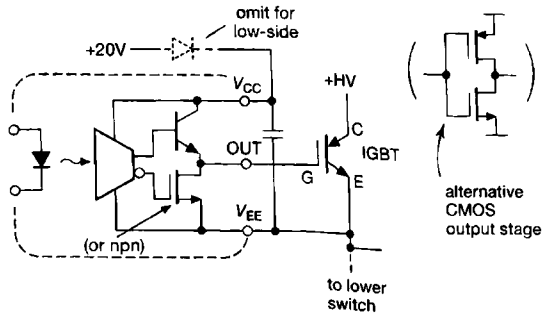 omit for
low-side
+20V
VCC
+HV
OUT
C
IGBT
G
E
VEE
(or npn)
to lower
switch
alternative
CMOS
output stage